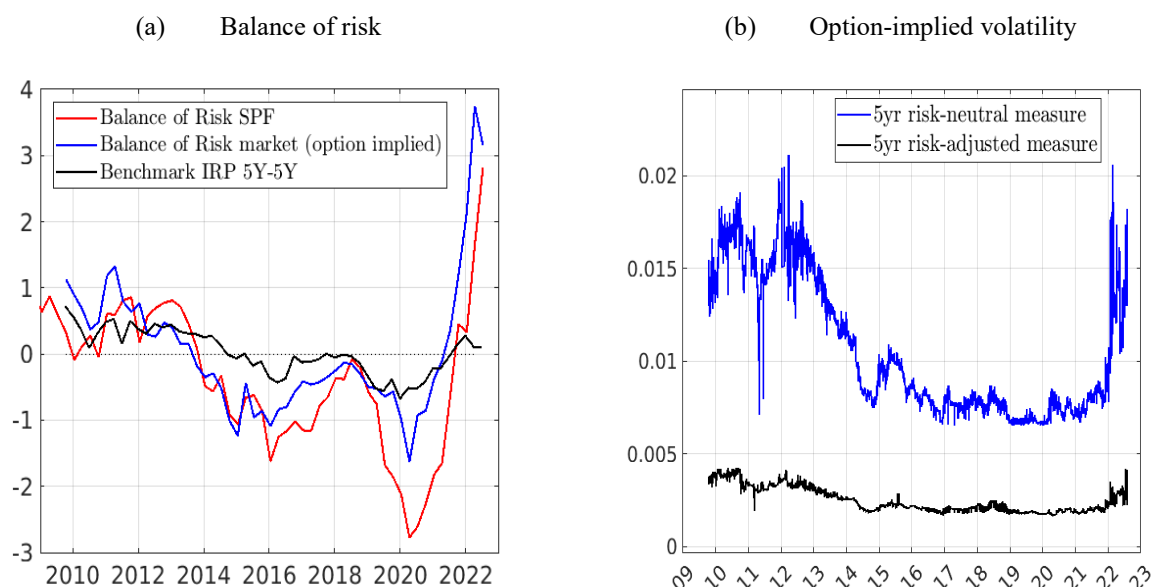 (a) Balance of risk
4
3
2
1
0
-1
-2
-3
Balance of Risk SPF
Balance of Risk market (option implied)
Benchmark IRP 5Y-5Y
2010 2012 2014 2016 2018 2020 2022
(b) Option-implied volatility
0.02
0.015
0.01
0.005
0
5yr risk-neutral measure
5yr risk-adjusted measure
09 10 11 12 13 14 15 16 17 18 19 20 21 22 23